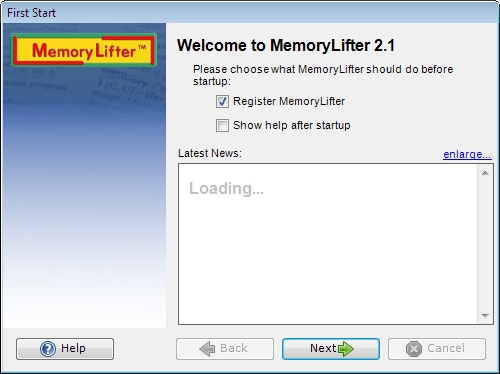 First Start
MemoryLifter™
Welcome to MemoryLifter 2.1
Please choose what MemoryLifter should do before
startup:
Register MemoryLifter
Show help after startup
Latest News:
enlarge...
Loading...
Help
Back
Next
Cancel